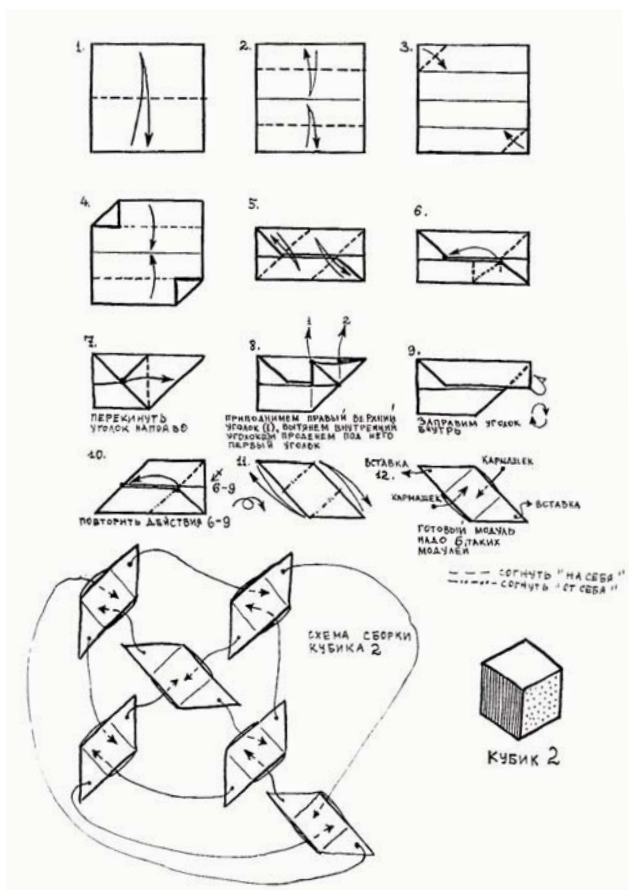 1.
2.
3.
4.
5.
6.
7.
ПЕРЕКИНУТЬ
УГОЛОК НАПРАВО
8.
1
2
ПРИПОДНИМЕМ ПРАВЫЙ ВЕРХНИЙ
УГОЛОК (1), ВЫТЯНЕМ ВНУТРЕННИЙ
УГОЛОК ПРОДЕНЕМ ПОД НЕГО
ПЕРВЫЙ УГОЛОК
9.
ЗАПРАВИМ УГОЛОК
ВНУТРЬ
10.
6-9
ПОВТОРИТЬ ДЕЙСТВИЯ 6-9
11.
ВСТАВКА
12.
КАРМАШЕК
КАРМАШЕК
ВСТАВКА
ГОТОВЫЙ МОДУЛЬ
НАДО 6 ТАКИХ
МОДУЛЕЙ
СОГНУТЬ "НА СЕБЯ"
СОГНУТЬ "ОТ СЕБЯ"
СХЕМА СБОРКИ
КУБИКА 2
КУБИК 2